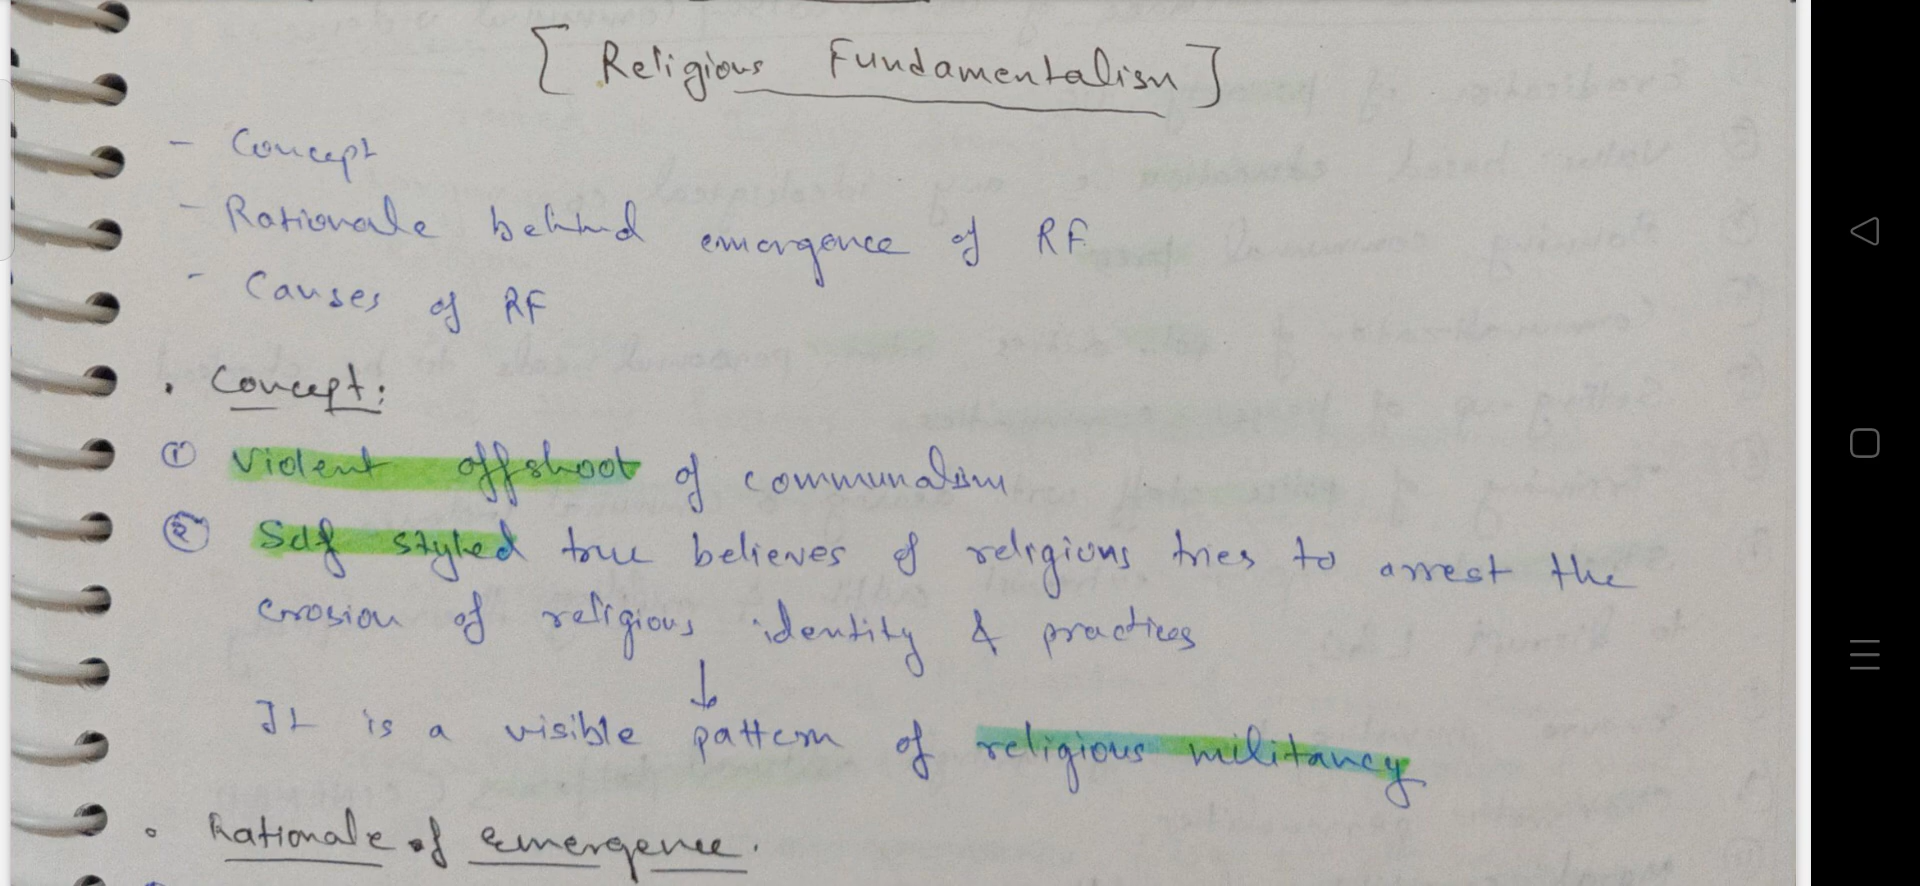 [ Religious Fundamentalism ]
- Concept
- Rationale behind emergence of RF
- Causes of RF
• Concept:
① Violent offshoot of communalism
② Self styled true believes of religions tries to arrest the
erosion of religious identity & practices
↓
It is a visible pattern of religious militancy
• Rationale of emergence.